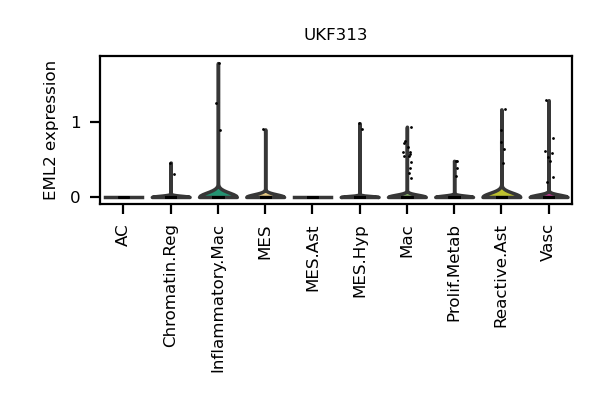 UKF313
EML2 expression
1
0
AC
Chromatin.Reg
Inflammatory.Mac
MES
MES.Ast
MES.Hyp
Mac
Prolif.Metab
Reactive.Ast
Vasc